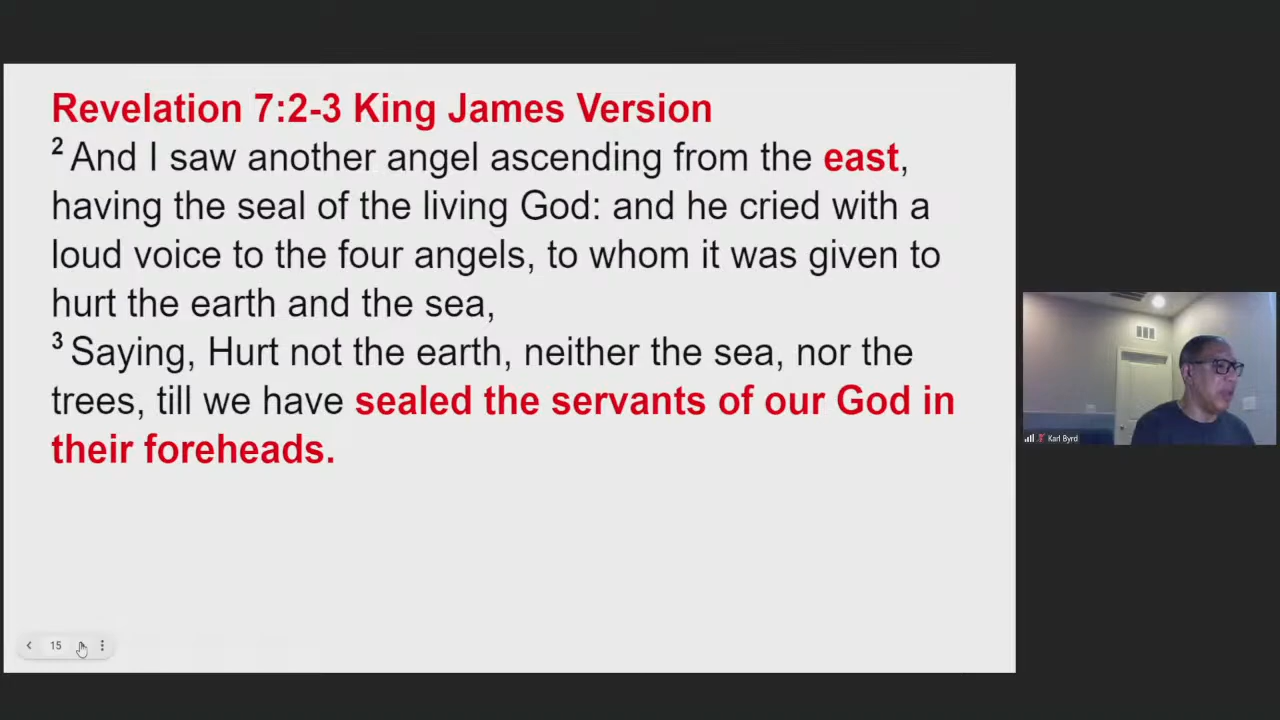 Revelation 7:2-3 King James Version
2 And I saw another angel ascending from the east,
having the seal of the living God: and he cried with a
loud voice to the four angels, to whom it was given to
hurt the earth and the sea,
3 Saying, Hurt not the earth, neither the sea, nor the
trees, till we have sealed the servants of our God in
their foreheads.
Karl Byrd
15